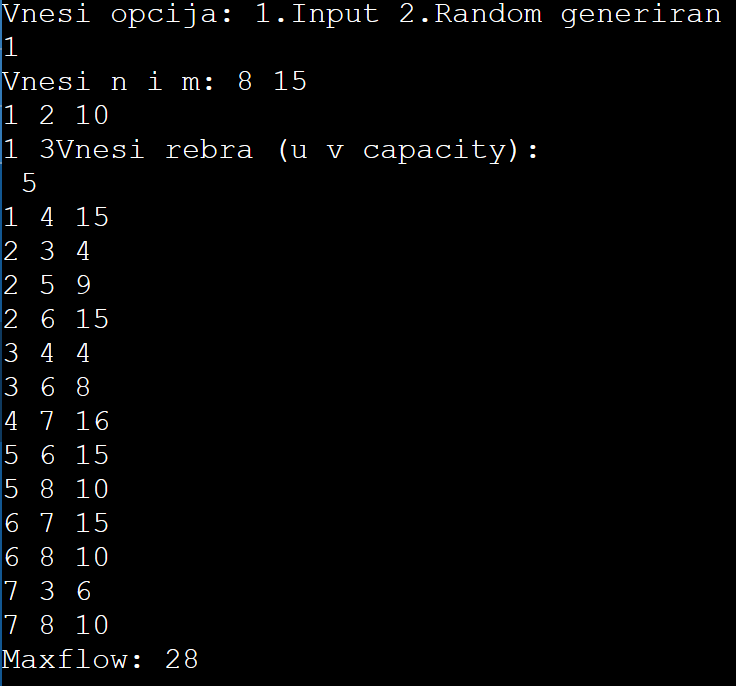 Vnesi opcija: 1.Input 2.Random generiran
1
Vnesi n i m: 8 15
1 2 10
1 3Vnesi rebra (u v capacity):
 5
1 4 15
2 3 4
2 5 9
2 6 15
3 4 4
3 6 8
4 7 16
5 6 15
5 8 10
6 7 15
6 8 10
7 3 6
7 8 10
Maxflow: 28